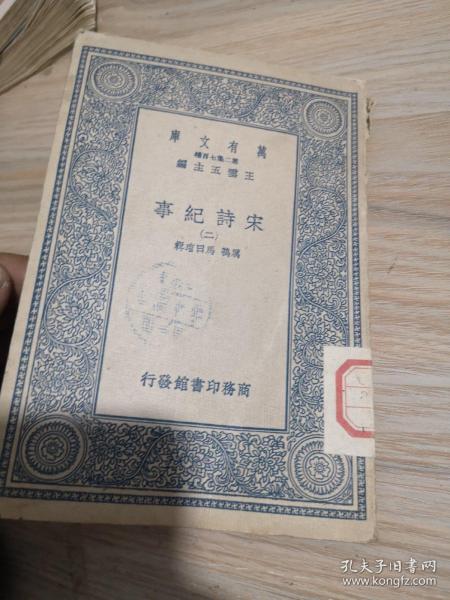 萬有文庫
第二集七百種
王雲五主編
宋詩紀事
(二)
厲鶚 馬曰琯輯
商務印書館發行
孔夫子旧书网
www.kongfz.com